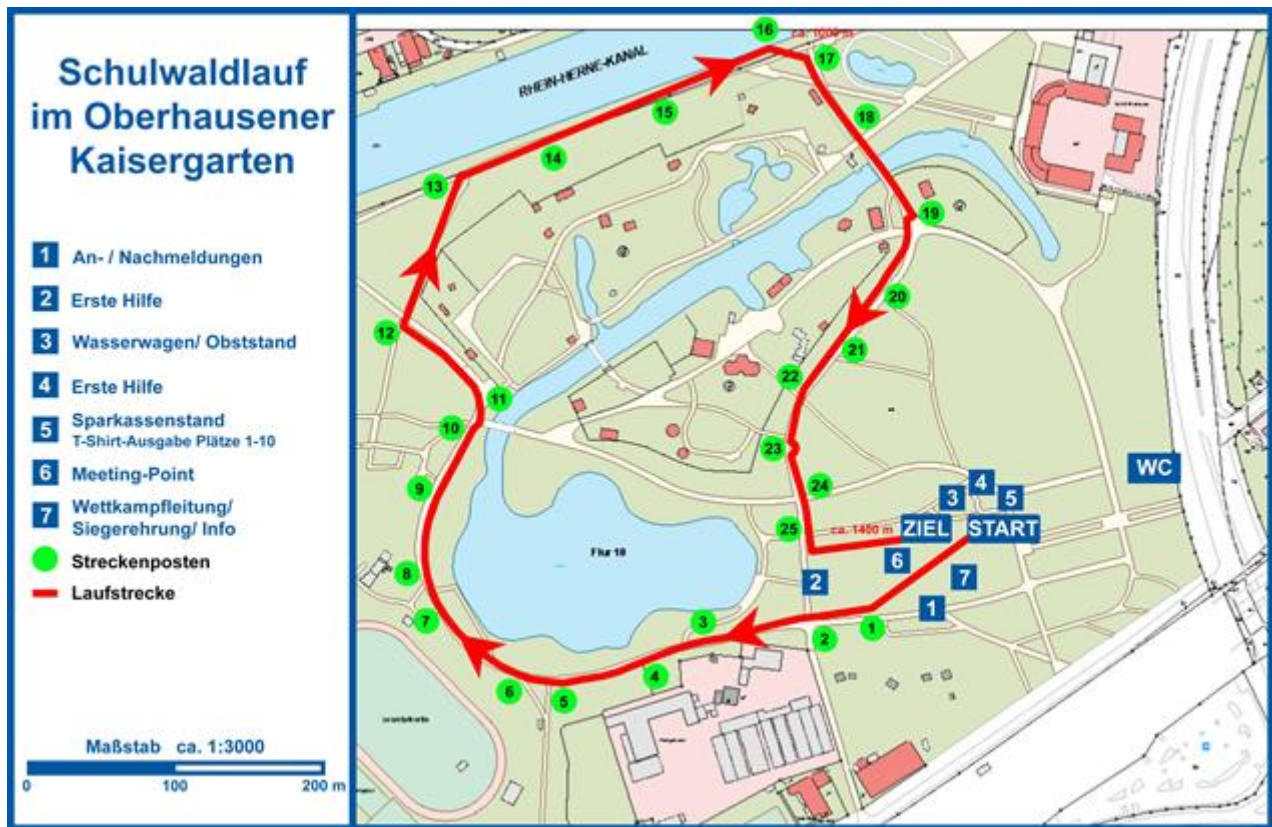 Schulwaldlauf
im Oberhausener
Kaisergarten
1 An- / Nachmeldungen
2 Erste Hilfe
3 Wasserwagen/ Obststand
4 Erste Hilfe
5 Sparkassenstand
T-Shirt-Ausgabe Plätze 1-10
6 Meeting-Point
7 Wettkampfleitung/
Siegerehrung/ Info
Streckenposten
Laufstrecke
Maßstab ca. 1:3000
0 100 200 m
16
ca. 1000 m
17
RHEIN-HERNE-KANAL
15
18
14
13
19
20
12
21
22
11
10
23
9
24
WC
4
3
5
25
ca. 1400 m
ZIEL
START
Flur 18
6
8
2
7
1
7
3
1
2
4
6
5